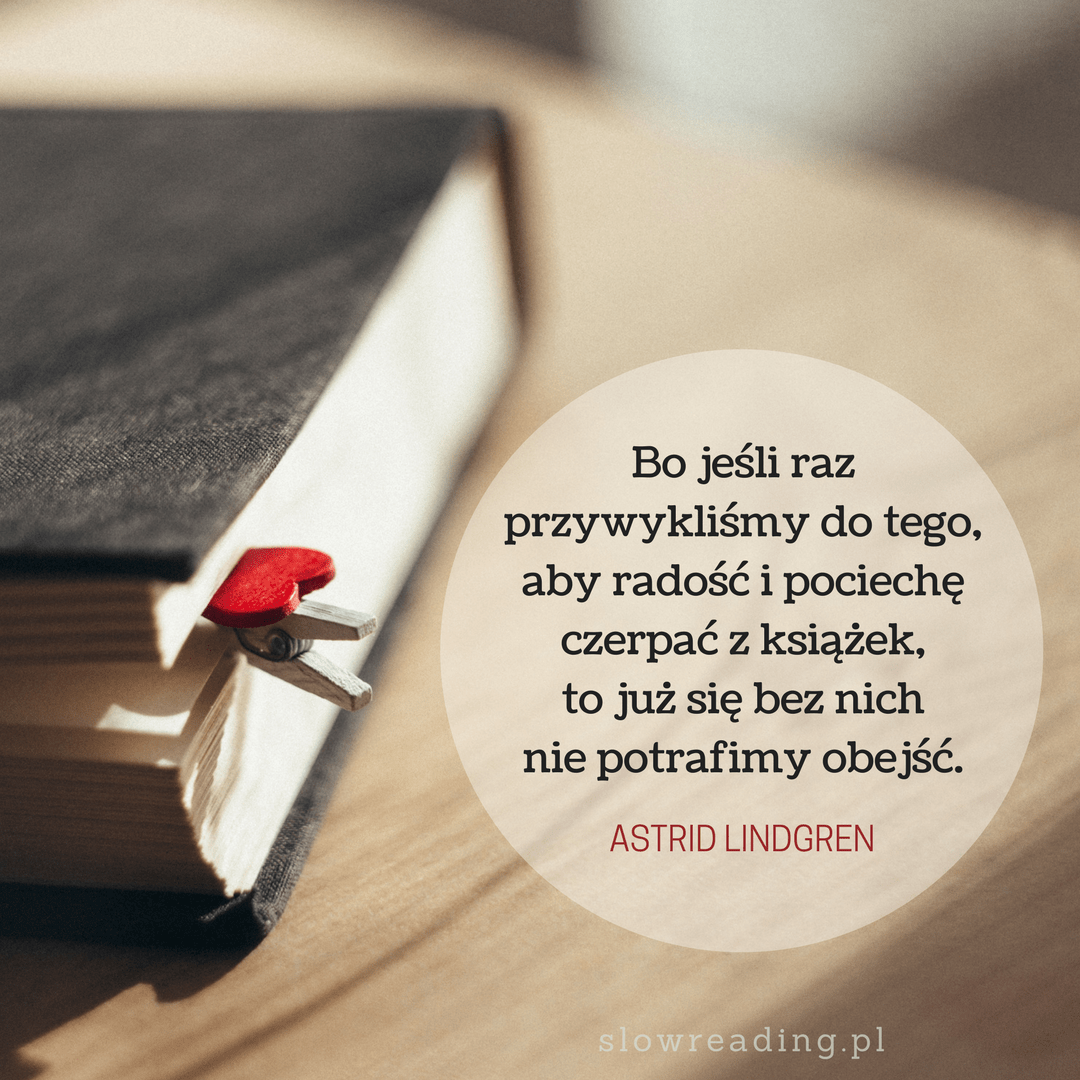 Bo jeśli raz
przywykliśmy do tego,
aby radość i pociechę
czerpać z książek,
to już się bez nich
nie potrafimy obejść.
ASTRID LINDGREN
slowreading.pl